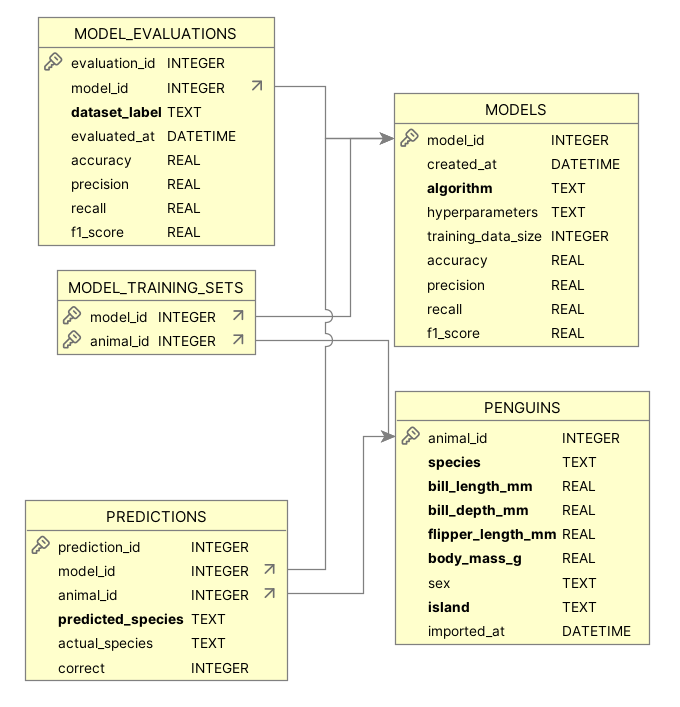 MODEL_EVALUATIONS
evaluation_id INTEGER
model_id INTEGER
dataset_label TEXT
evaluated_at DATETIME
accuracy REAL
precision REAL
recall REAL
f1_score REAL
MODELS
model_id INTEGER
created_at DATETIME
algorithm TEXT
hyperparameters TEXT
training_data_size INTEGER
accuracy REAL
precision REAL
recall REAL
f1_score REAL
MODEL_TRAINING_SETS
model_id INTEGER
animal_id INTEGER
PENGUINS
animal_id INTEGER
species TEXT
bill_length_mm REAL
bill_depth_mm REAL
flipper_length_mm REAL
body_mass_g REAL
sex TEXT
island TEXT
imported_at DATETIME
PREDICTIONS
prediction_id INTEGER
model_id INTEGER
animal_id INTEGER
predicted_species TEXT
actual_species TEXT
correct INTEGER